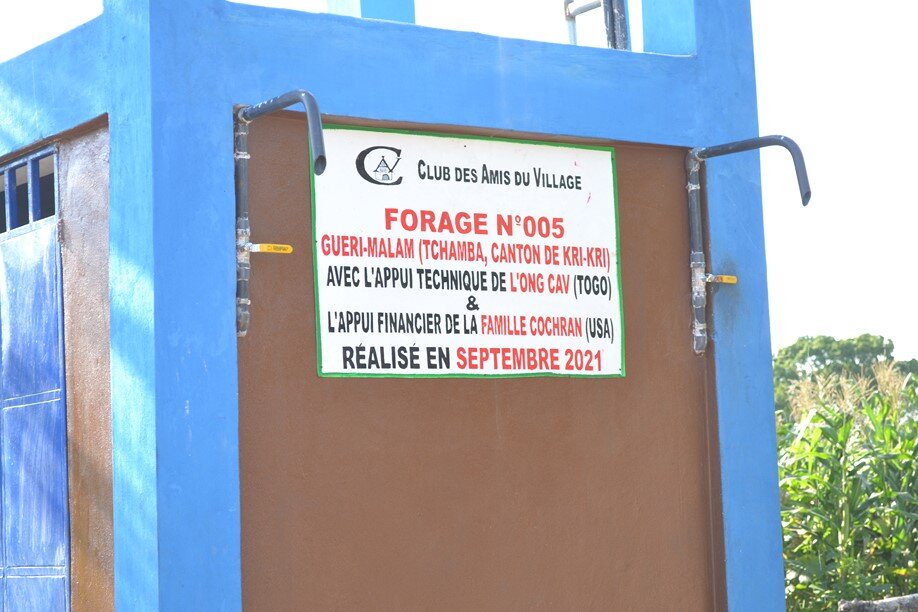 CLUB DES AMIS DU VILLAGE
FORAGE N°005
GUERI-MALAM (TCHAMBA, CANTON DE KRI-KRI)
AVEC L'APPUI TECHNIQUE DE L'ONG CAV (TOGO)
&
L'APPUI FINANCIER DE LA FAMILLE COCHRAN (USA)
RÉALISÉ EN SEPTEMBRE 2021